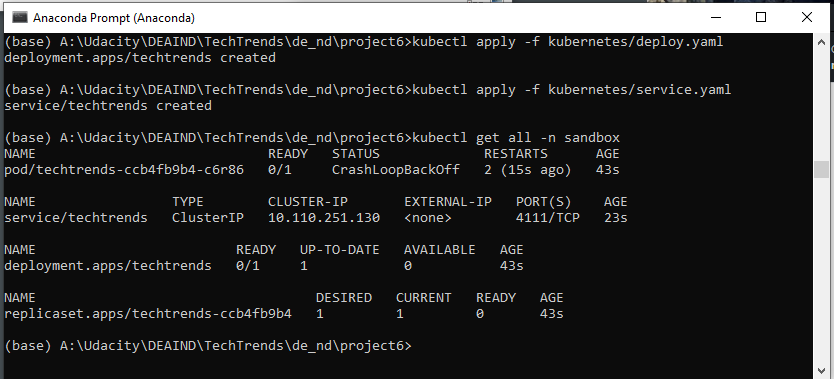 Anaconda Prompt (Anaconda)
(base) A:\Udacity\DEAIND\TechTrends\de_nd\project6>kubectl apply -f kubernetes/deploy.yaml
deployment.apps/techtrends created
(base) A:\Udacity\DEAIND\TechTrends\de_nd\project6>kubectl apply -f kubernetes/service.yaml
service/techtrends created
(base) A:\Udacity\DEAIND\TechTrends\de_nd\project6>kubectl get all -n sandbox
NAME READY STATUS RESTARTS AGE
pod/techtrends-ccb4fb9b4-c6r86 0/1 CrashLoopBackOff 2 (15s ago) 43s
NAME TYPE CLUSTER-IP EXTERNAL-IP PORT(S) AGE
service/techtrends ClusterIP 10.110.251.130 <none> 4111/TCP 23s
NAME READY UP-TO-DATE AVAILABLE AGE
deployment.apps/techtrends 0/1 1 0 43s
NAME DESIRED CURRENT READY AGE
replicaset.apps/techtrends-ccb4fb9b4 1 1 0 43s
(base) A:\Udacity\DEAIND\TechTrends\de_nd\project6>